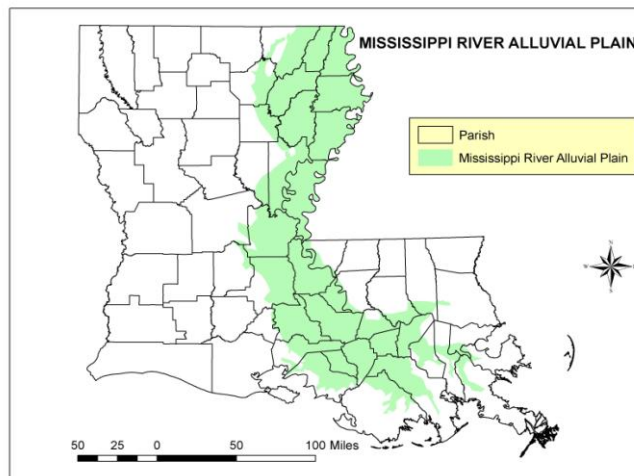 MISSISSIPPI RIVER ALLUVIAL PLAIN
Parish
Mississippi River Alluvial Plain
N
W
E
S
50 25 0 50 100 Miles